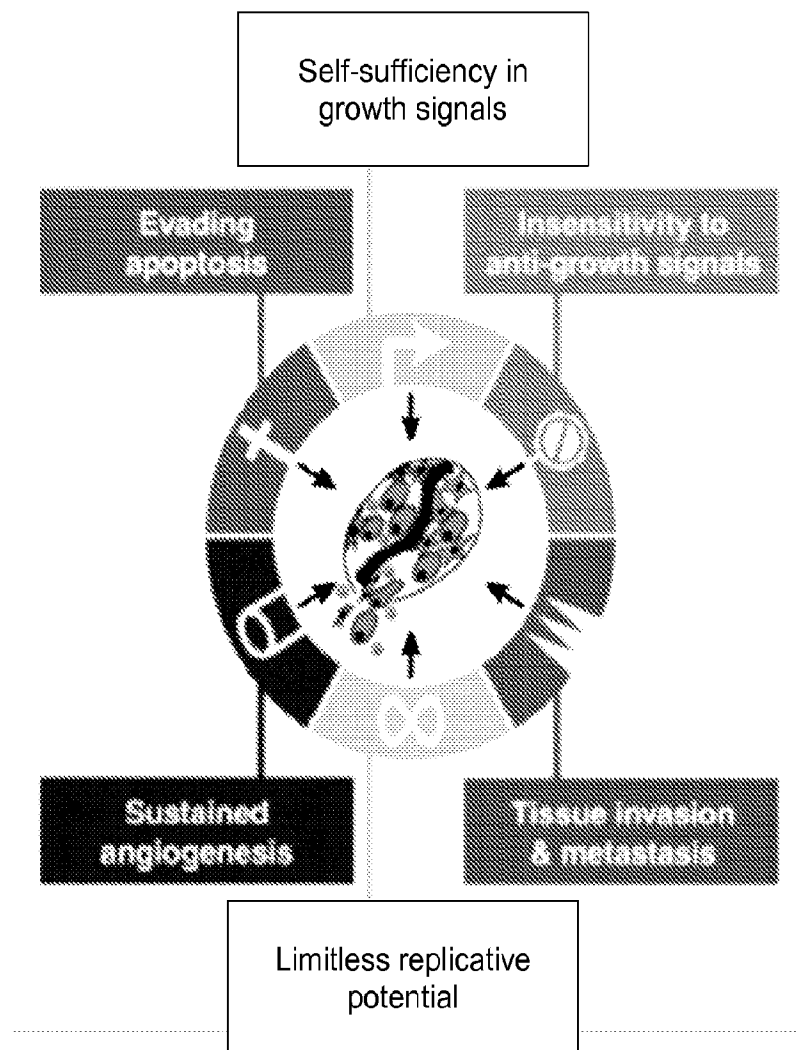 Self-sufficiency in
growth signals
Evading
apoptosis
Insensitivity to
anti-growth signals
Sustained
angiogenesis
Tissue invasion
& metastasis
Limitless replicative
potential